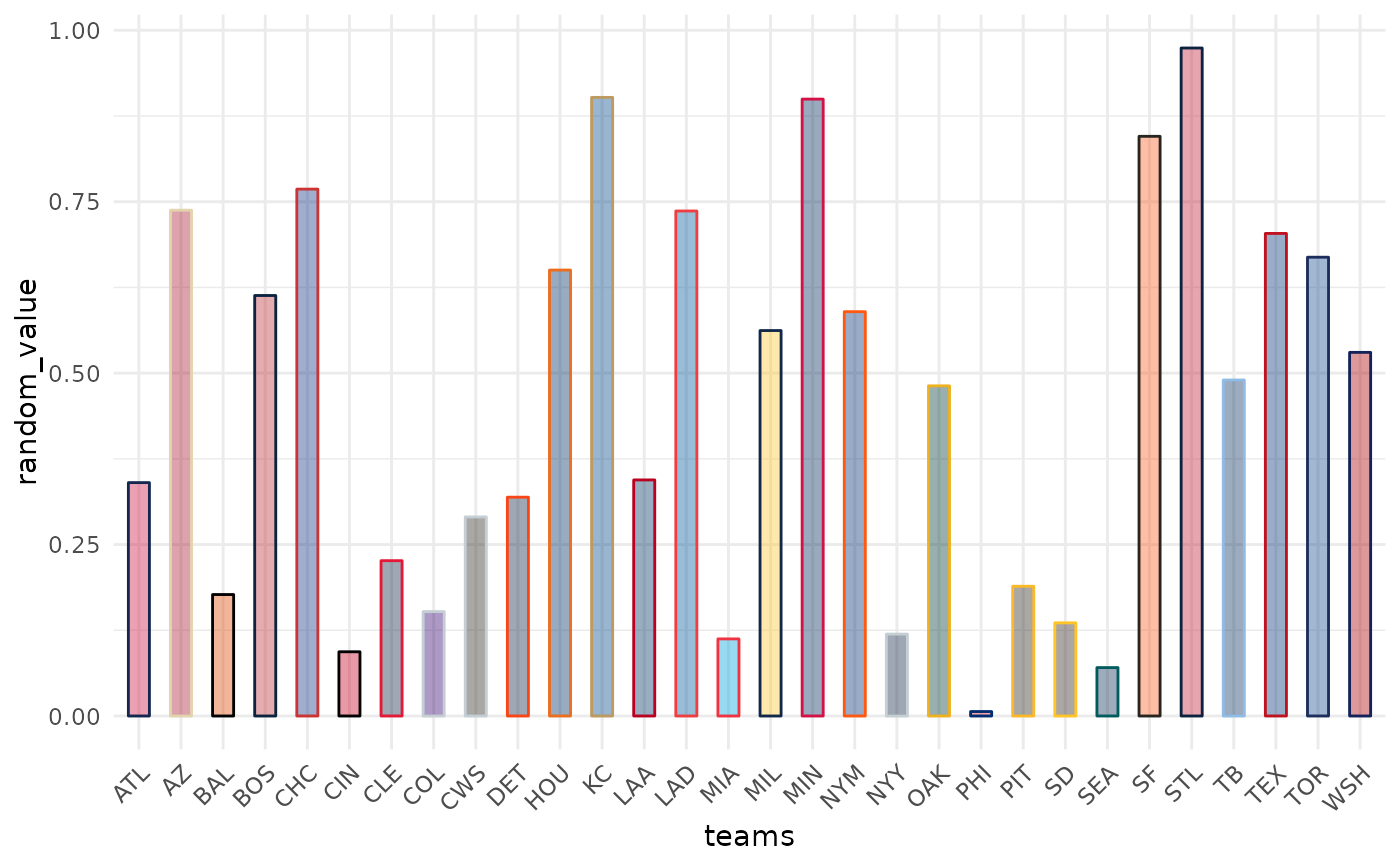 1.00
0.75
0.50
0.25
0.00
random_value
ATL
AZ
BAL
BOS
CHC
CIN
CLE
COL
CWS
DET
HOU
KC
LAA
LAD
MIA
MIL
MIN
NYM
NYY
OAK
PHI
PIT
SD
SEA
SF
STL
TB
TEX
TOR
WSH
teams